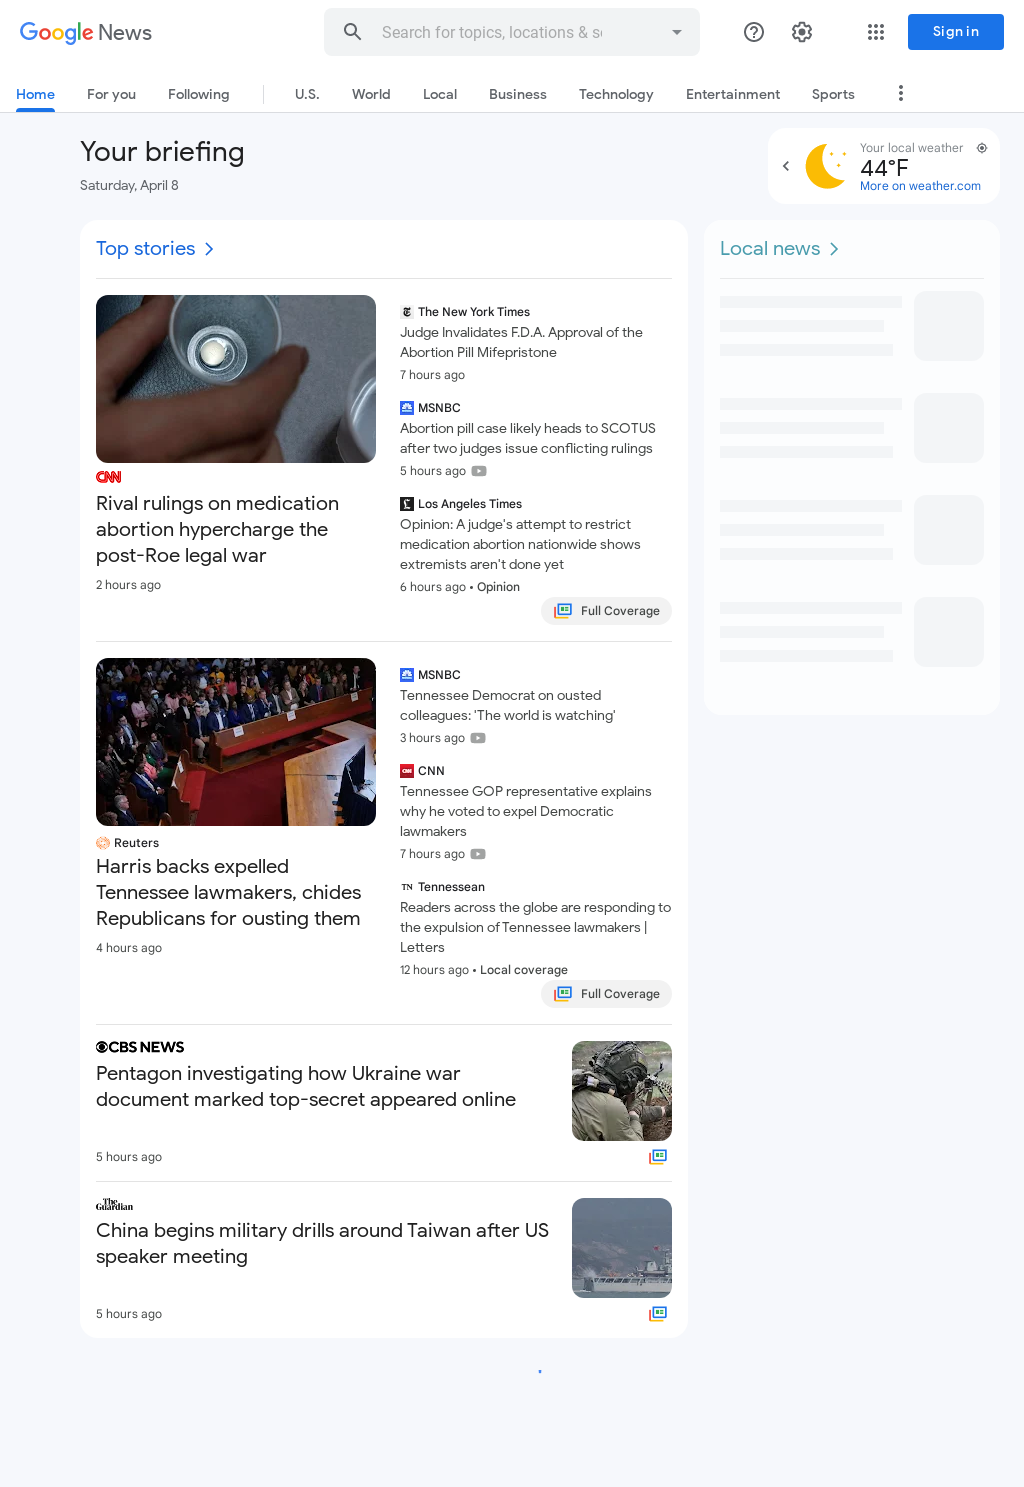 Google News
Search for topics, locations & so
Sign in
Home
For you
Following
U.S.
World
Local
Business
Technology
Entertainment
Sports
Your briefing
Saturday, April 8
Your local weather
44°F
More on weather.com
Top stories
CNN
Rival rulings on medication
abortion hypercharge the
post-Roe legal war
2 hours ago
The New York Times
Judge Invalidates F.D.A. Approval of the
Abortion Pill Mifepristone
7 hours ago
MSNBC
Abortion pill case likely heads to SCOTUS
after two judges issue conflicting rulings
5 hours ago
Los Angeles Times
Opinion: A judge's attempt to restrict
medication abortion nationwide shows
extremists aren't done yet
6 hours ago • Opinion
Full Coverage
Reuters
Harris backs expelled
Tennessee lawmakers, chides
Republicans for ousting them
4 hours ago
MSNBC
Tennessee Democrat on ousted
colleagues: 'The world is watching'
3 hours ago
CNN
CNN
Tennessee GOP representative explains
why he voted to expel Democratic
lawmakers
7 hours ago
TN Tennessean
Readers across the globe are responding to
the expulsion of Tennessee lawmakers |
Letters
12 hours ago • Local coverage
Full Coverage
CBS NEWS
Pentagon investigating how Ukraine war
document marked top-secret appeared online
5 hours ago
The
Guardian
China begins military drills around Taiwan after US
speaker meeting
5 hours ago
Local news